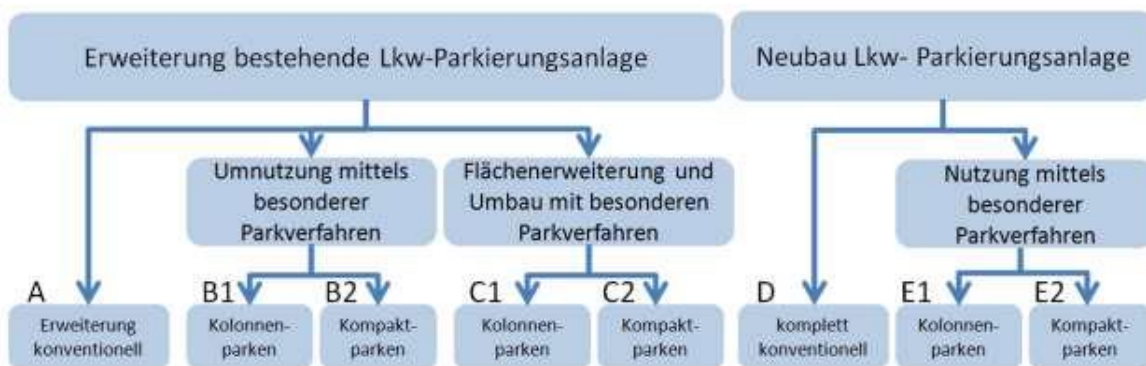 Erweiterung bestehende Lkw-Parkierungsanlage
Neubau Lkw- Parkierungsanlage
Umnutzung mittels
besonderer
Parkverfahren
Flächenerweiterung und
Umbau mit besonderen
Parkverfahren
Nutzung mittels
besonderer
Parkverfahren
A
Erweiterung
konventionell
B1
Kolonnen-
parken
B2
Kompakt-
parken
C1
Kolonnen-
parken
C2
Kompakt-
parken
D
komplett
konventionell
E1
Kolonnen-
parken
E2
Kompakt-
parken